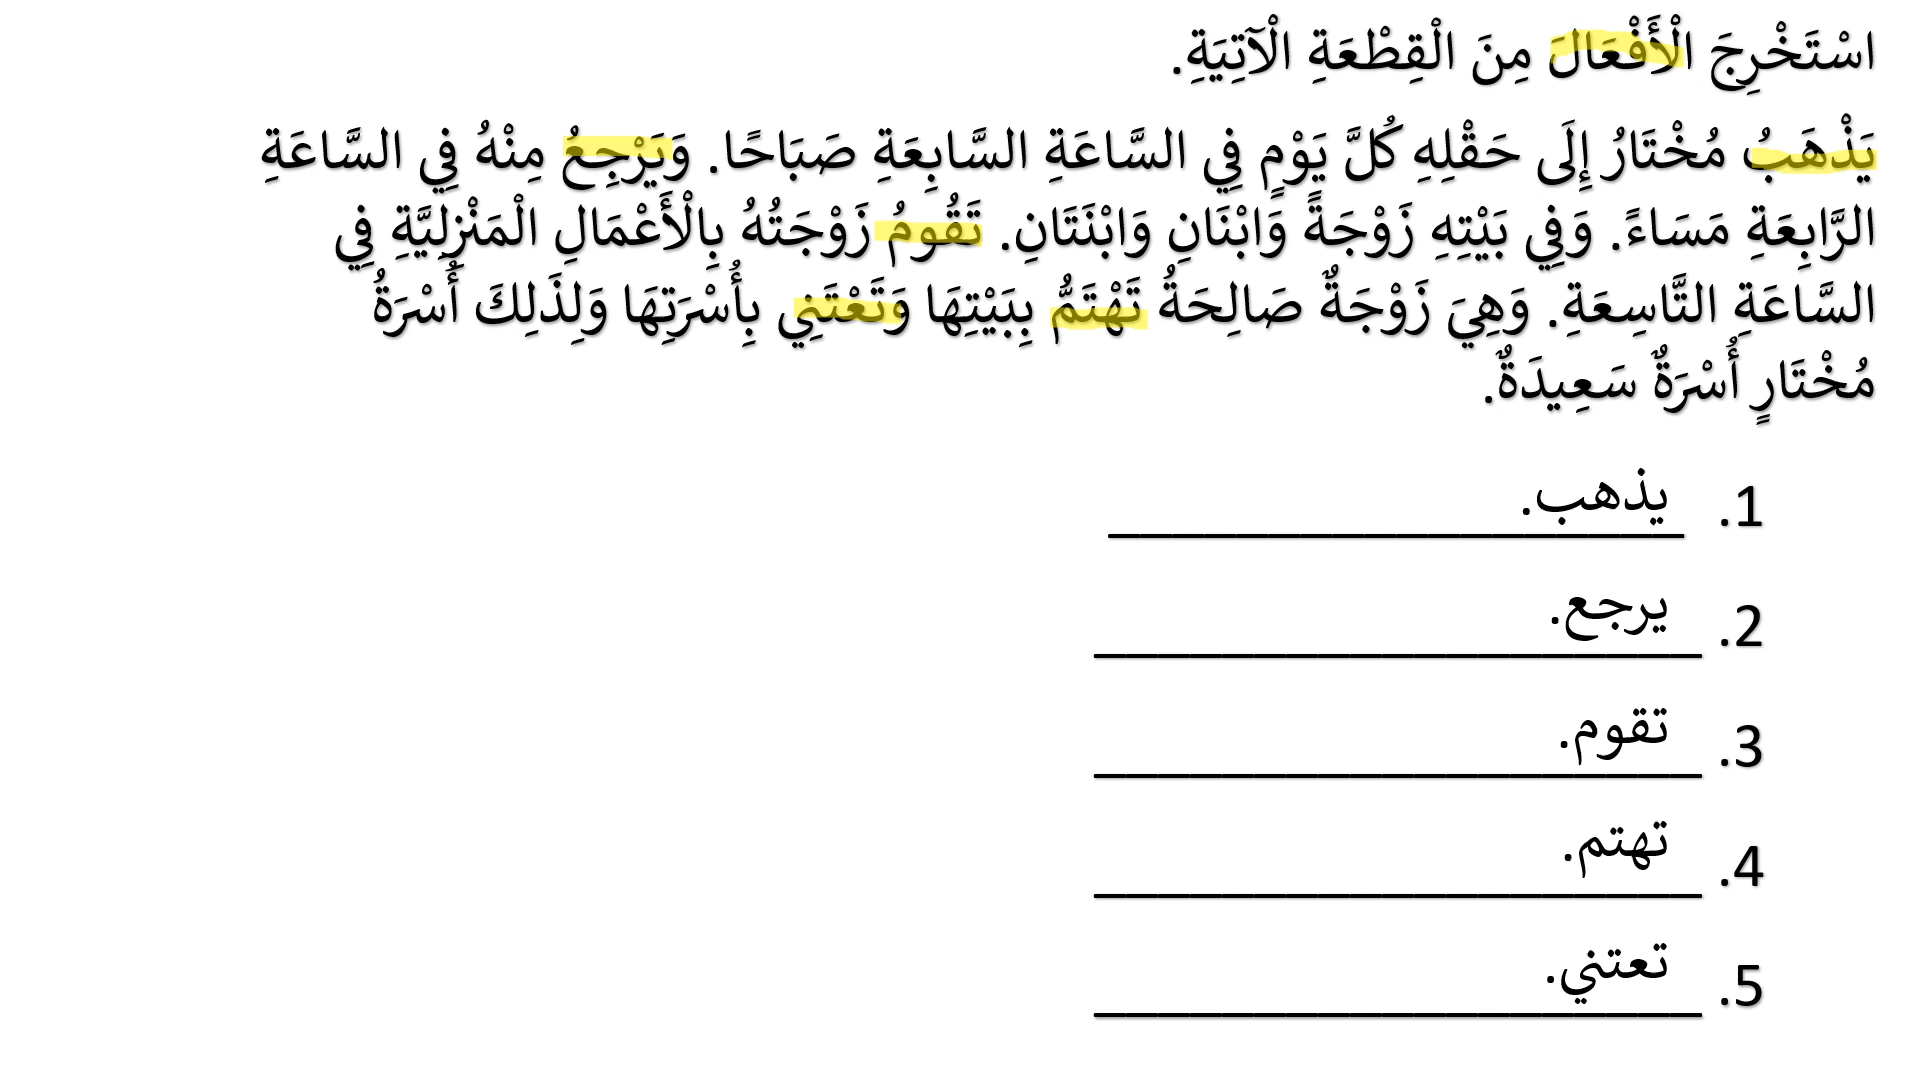 اسْتَخْرِجَ الْأَفْعَالَ مِنَ الْقِطْعَةِ الْآتِيَةِ.
يَذْهَبُ مُخْتَارُ إِلَى حَقْلِهِ كُلَّ يَوْمٍ فِي السَّاعَةِ السَّابِعَةِ صَبَاحًا. وَيَرْجِعُ مِنْهُ فِي السَّاعَةِ
الرَّابِعَةِ مَسَاءً. وَفِي بَيْتِهِ زَوْجَةً وَابْنَانِ وَابْنَتَانِ. تَقُومُ زَوْجَتُهُ بِالْأَعْمَالِ الْمَنْزِلِيَّةِ فِي
السَّاعَةِ التَّاسِعَةِ. وَهِيَ زَوْجَةٌ صَالِحَةُ تَهْتَمُّ بِبَيْتِهَا وَتَعْتَنِي بِأُسْرَتِهَا وَلِذَلِكَ أُسْرَةُ
مُخْتَارٍ أُسْرَةٌ سَعِيدَةٌ.
1. يذهب.
2. يرجع.
3. تقوم.
4. تهتم.
5. تعتني.